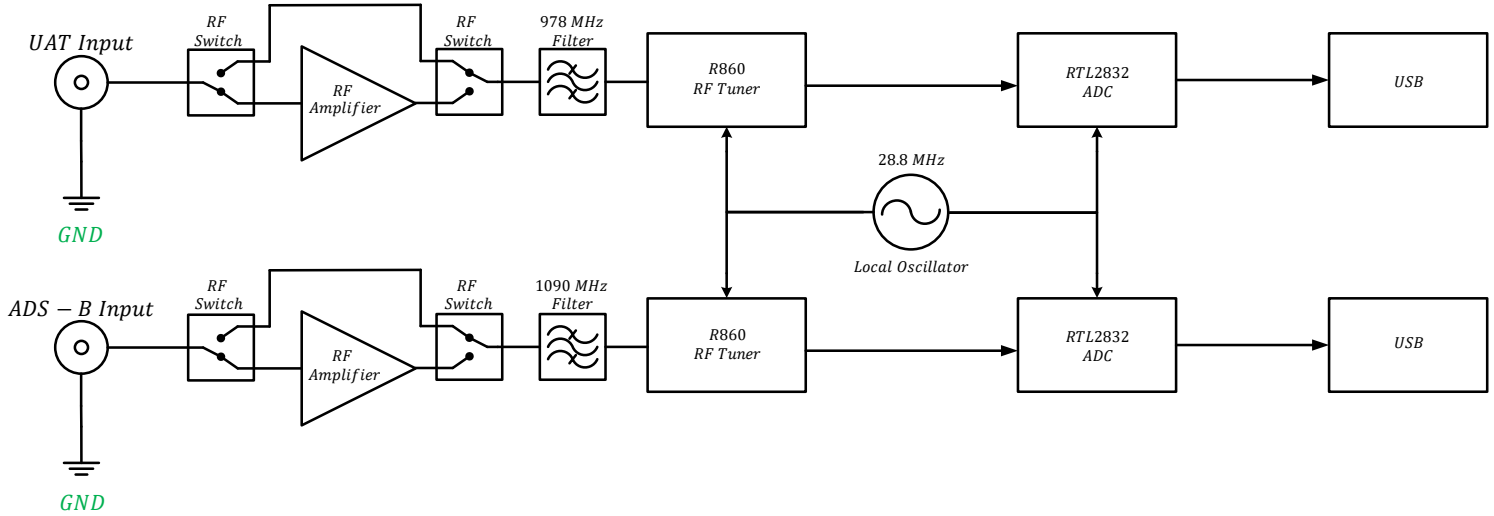 UAT Input
RF
Switch
RF
Amplifier
RF
Switch
978 MHz
Filter
R860
RF Tuner
RTL2832
ADC
USB
GND
28.8 MHz
Local Oscillator
ADS – B Input
RF
Switch
RF
Amplifier
RF
Switch
1090 MHz
Filter
R860
RF Tuner
RTL2832
ADC
USB
GND